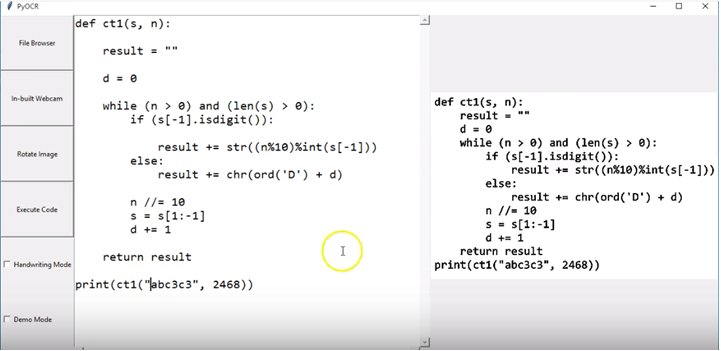 PyOCR
File Browser
In-built Webcam
Rotate Image
Execute Code
Handwriting Mode
Demo Mode
def ct1(s, n):
    result = ""
    d = 0
    while (n > 0) and (len(s) > 0):
        if (s[-1].isdigit()):
            result += str((n%10)%int(s[-1]))
        else:
            result += chr(ord('D') + d)
        n //= 10
        s = s[1:-1]
        d += 1
    return result
print(ct1("abc3c3", 2468))
def ct1(s, n):
    result = ""
    d = 0
    while (n > 0) and (len(s) > 0):
        if (s[-1].isdigit():
            result += str((n%10)%int(s[-1]))
        else:
            result += chr(ord('D') + d)
        n //= 10
        s = s[1:-1]
        d += 1
    return result
print(ct1("abc3c3", 2468))